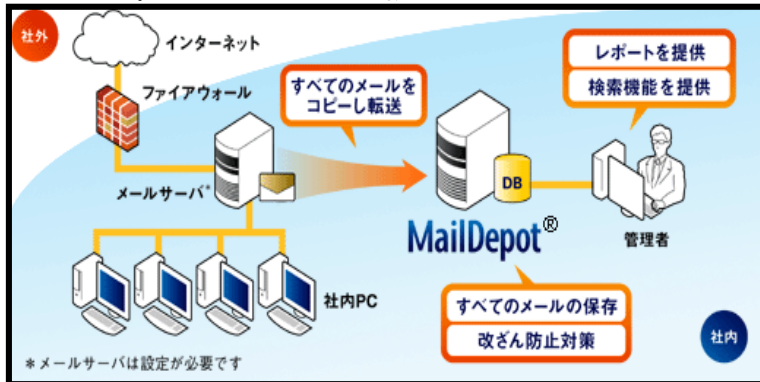 社外
インターネット
ファイアウォール
すべてのメールを
コピーし転送
レポートを提供
検索機能を提供
メールサーバ*
DB
MailDepot®
管理者
社内PC
すべてのメールの保存
改ざん防止対策
社内
*メールサーバは設定が必要です